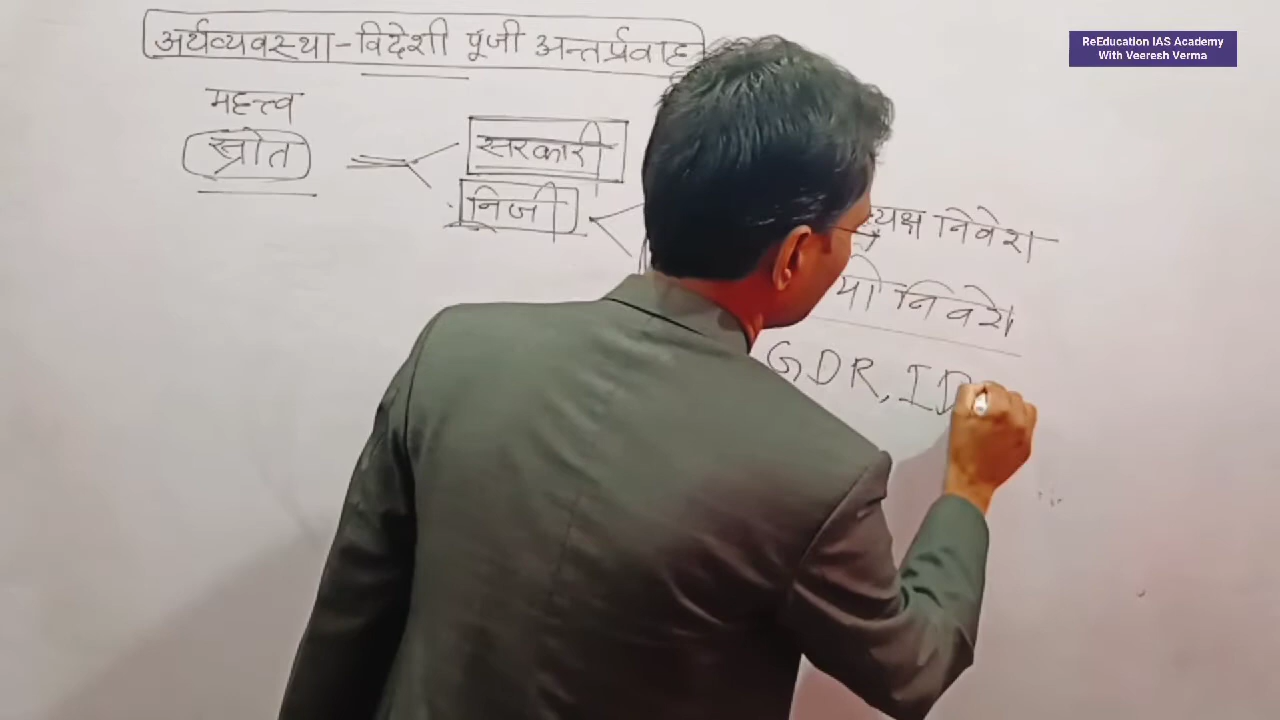 ReEducation IAS Academy
With Veeresh Verma
अर्थव्यवस्था - विदेशी पूंजी अन्तर्प्रवाह
महत्त्व
स्रोत
सरकारी
निजी
निवेश
निवेश
GDR, ID